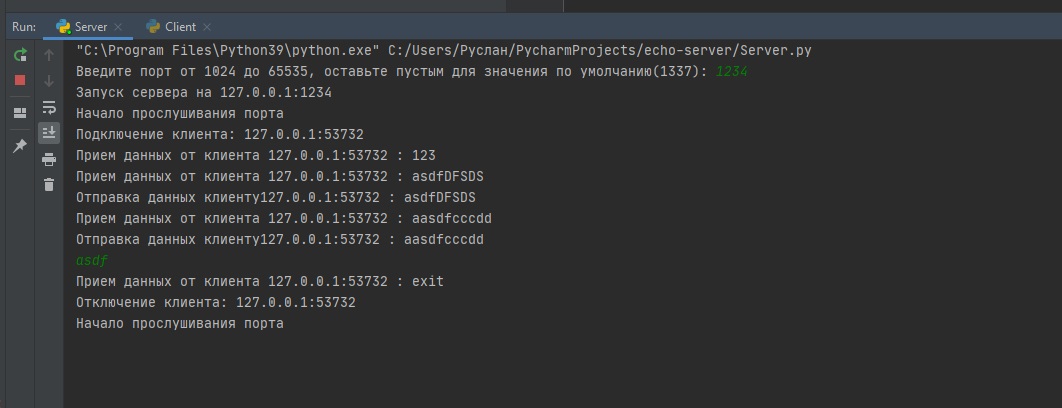 Run: Server Client
"C:\Program Files\Python39\python.exe" C:/Users/Руслан/PycharmProjects/echo-server/Server.py
Введите порт от 1024 до 65535, оставьте пустым для значения по умолчанию(1337): 1234
Запуск сервера на 127.0.0.1:1234
Начало прослушивания порта
Подключение клиента: 127.0.0.1:53732
Прием данных от клиента 127.0.0.1:53732 : 123
Прием данных от клиента 127.0.0.1:53732 : asdfDFSDS
Отправка данных клиенту127.0.0.1:53732 : asdfDFSDS
Прием данных от клиента 127.0.0.1:53732 : aasdfcccdd
Отправка данных клиенту127.0.0.1:53732 : aasdfcccdd
asdf
Прием данных от клиента 127.0.0.1:53732 : exit
Отключение клиента: 127.0.0.1:53732
Начало прослушивания порта